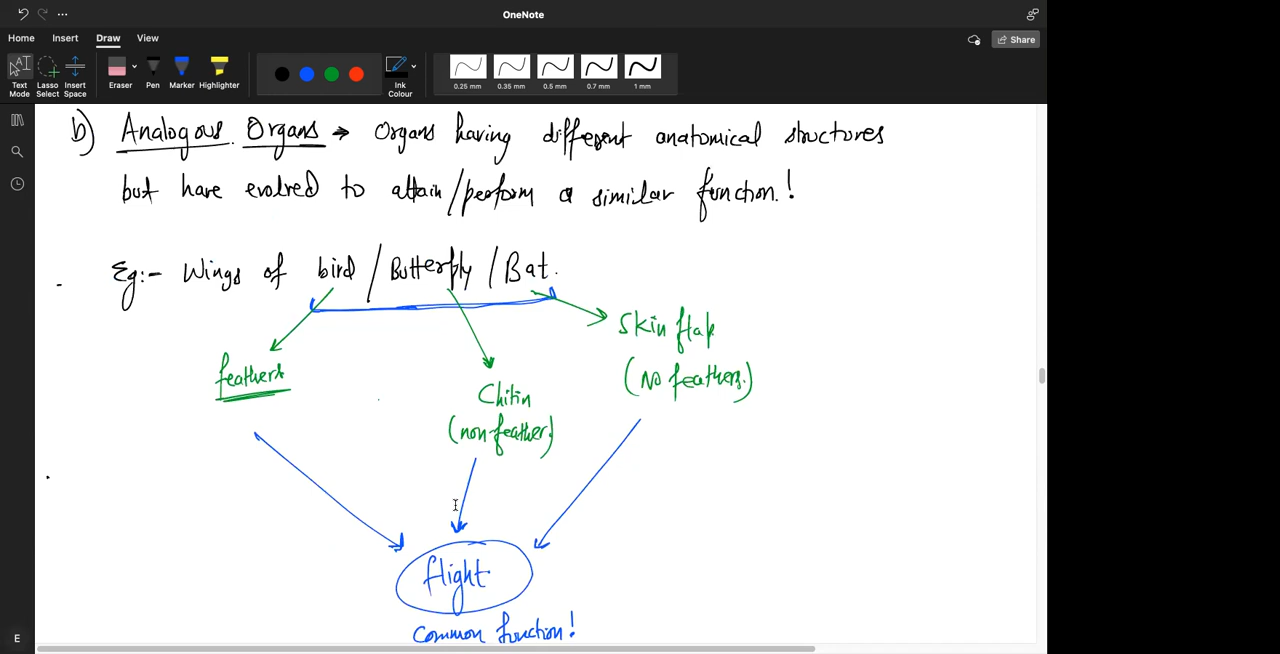 OneNote
Home Insert Draw View
Share
Text Mode Lasso Select Insert Space Eraser Pen Marker Highlighter Ink Colour 0.25 mm 0.35 mm 0.5 mm 0.7 mm 1 mm
b) Analogous Organs → Organs having different anatomical structures
but have evolved to attain/perform a similar function!
Eg:- Wings of bird / Butterfly / Bat.
Skin flap
(No feathers.)
feathers
Chitin
(non-feather)
flight
Common function!
E